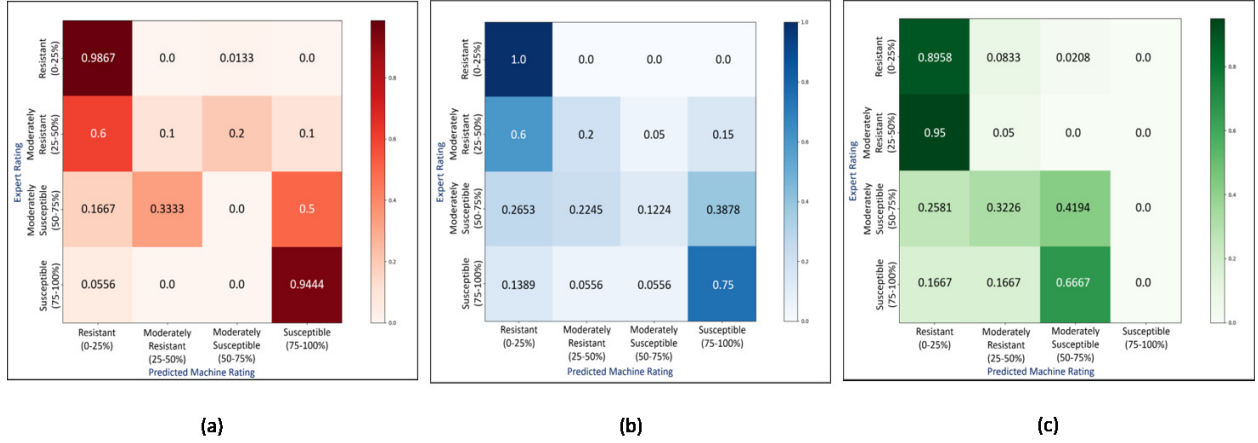 Expert Rating
Resistant
(0-25%)
0.9867 0.0 0.0133 0.0
Moderately
Resistant
(25-50%)
0.6 0.1 0.2 0.1
Moderately
Susceptible
(50-75%)
0.1667 0.3333 0.0 0.5
Susceptible
(75-100%)
0.0556 0.0 0.0 0.9444
Resistant
(0-25%)
Moderately
Resistant
(25-50%)
Moderately
Susceptible
(50-75%)
Susceptible
(75-100%)
Predicted Machine Rating
0.8
0.6
0.4
0.2
0.0
(a)
Expert Rating
Resistant
(0-25%)
1.0 0.0 0.0 0.0
Moderately
Resistant
(25-50%)
0.6 0.2 0.05 0.15
Moderately
Susceptible
(50-75%)
0.2653 0.2245 0.1224 0.3878
Susceptible
(75-100%)
0.1389 0.0556 0.0556 0.75
Resistant
(0-25%)
Moderately
Resistant
(25-50%)
Moderately
Susceptible
(50-75%)
Susceptible
(75-100%)
Predicted Machine Rating
1.0
0.8
0.6
0.4
0.2
0.0
(b)
Expert Rating
Resistant
(0-25%)
0.8958 0.0833 0.0208 0.0
Moderately
Resistant
(25-50%)
0.95 0.05 0.0 0.0
Moderately
Susceptible
(50-75%)
0.2581 0.3226 0.4194 0.0
Susceptible
(75-100%)
0.1667 0.1667 0.6667 0.0
Resistant
(0-25%)
Moderately
Resistant
(25-50%)
Moderately
Susceptible
(50-75%)
Susceptible
(75-100%)
Predicted Machine Rating
0.8
0.6
0.4
0.2
0.0
(c)